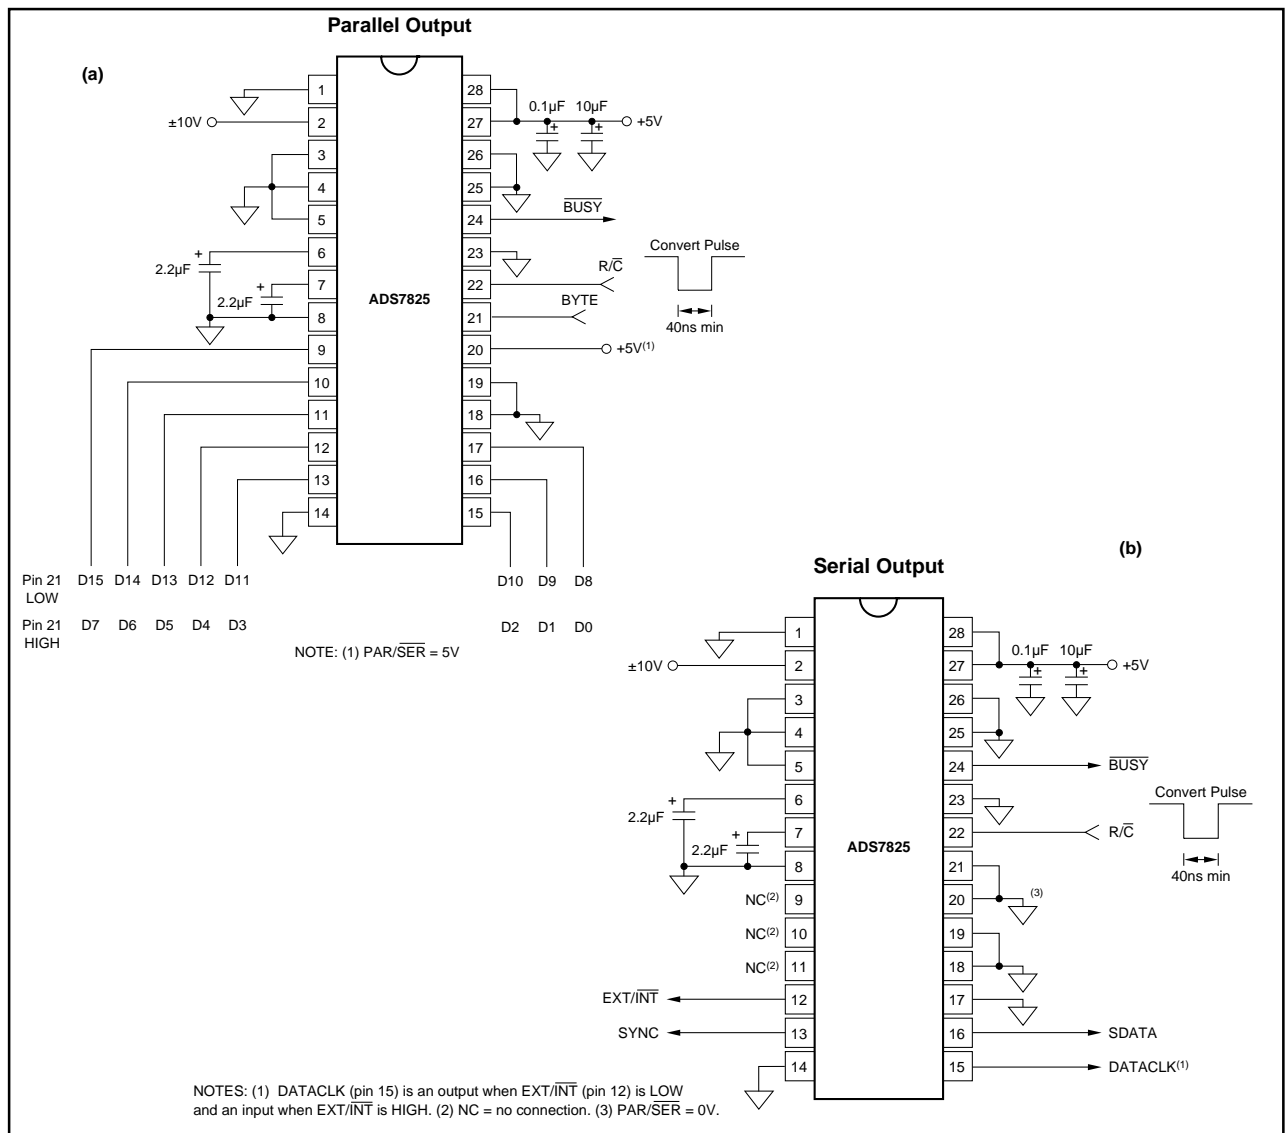 Parallel Output
(a)
1
2
3
4
5
6
7
8
9
10
11
12
13
14
28
27
26
25
24
23
22
21
20
19
18
17
16
15
ADS7825
±10V
2.2µF
+
2.2µF
+
0.1µF
+
10µF
+
+5V
BUSY
R/C
BYTE
+5V(1)
Convert Pulse
40ns min
Pin 21 LOW D15 D14 D13 D12 D11 D10 D9 D8
Pin 21 HIGH D7 D6 D5 D4 D3 D2 D1 D0
NOTE: (1) PAR/SER = 5V
(b)
Serial Output
1
2
3
4
5
6
7
8
9
10
11
12
13
14
28
27
26
25
24
23
22
21
20
19
18
17
16
15
ADS7825
±10V
2.2µF
+
2.2µF
+
NC(2)
NC(2)
NC(2)
EXT/INT
SYNC
0.1µF
+
10µF
+
+5V
BUSY
R/C
(3)
SDATA
DATACLK(1)
Convert Pulse
40ns min
NOTES: (1) DATACLK (pin 15) is an output when EXT/INT (pin 12) is LOW
and an input when EXT/INT is HIGH. (2) NC = no connection. (3) PAR/SER = 0V.